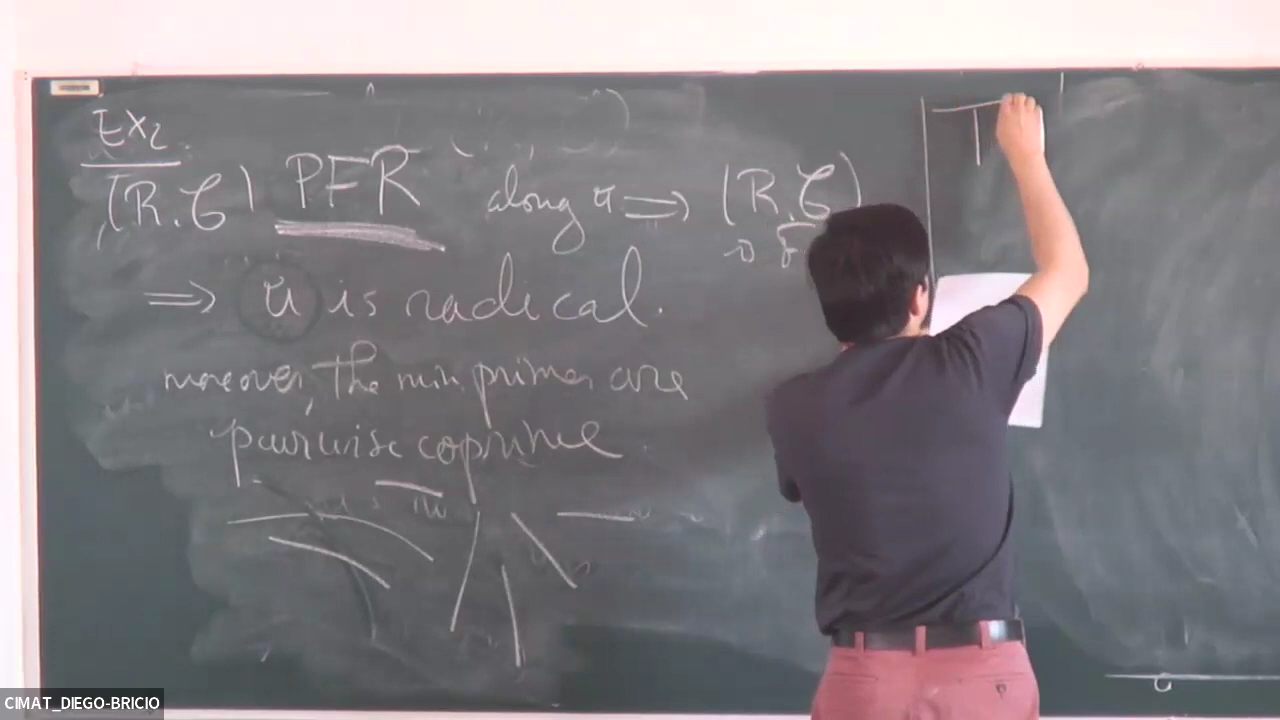 Ex2
(R, 𝒞) PFR along 𝔞 ⟹ (R, 𝒞)
⟹ 𝔞 is radical.
moreover, the min primes are
pairwise coprime
T
CIMAT_DIEGO-BRICIO